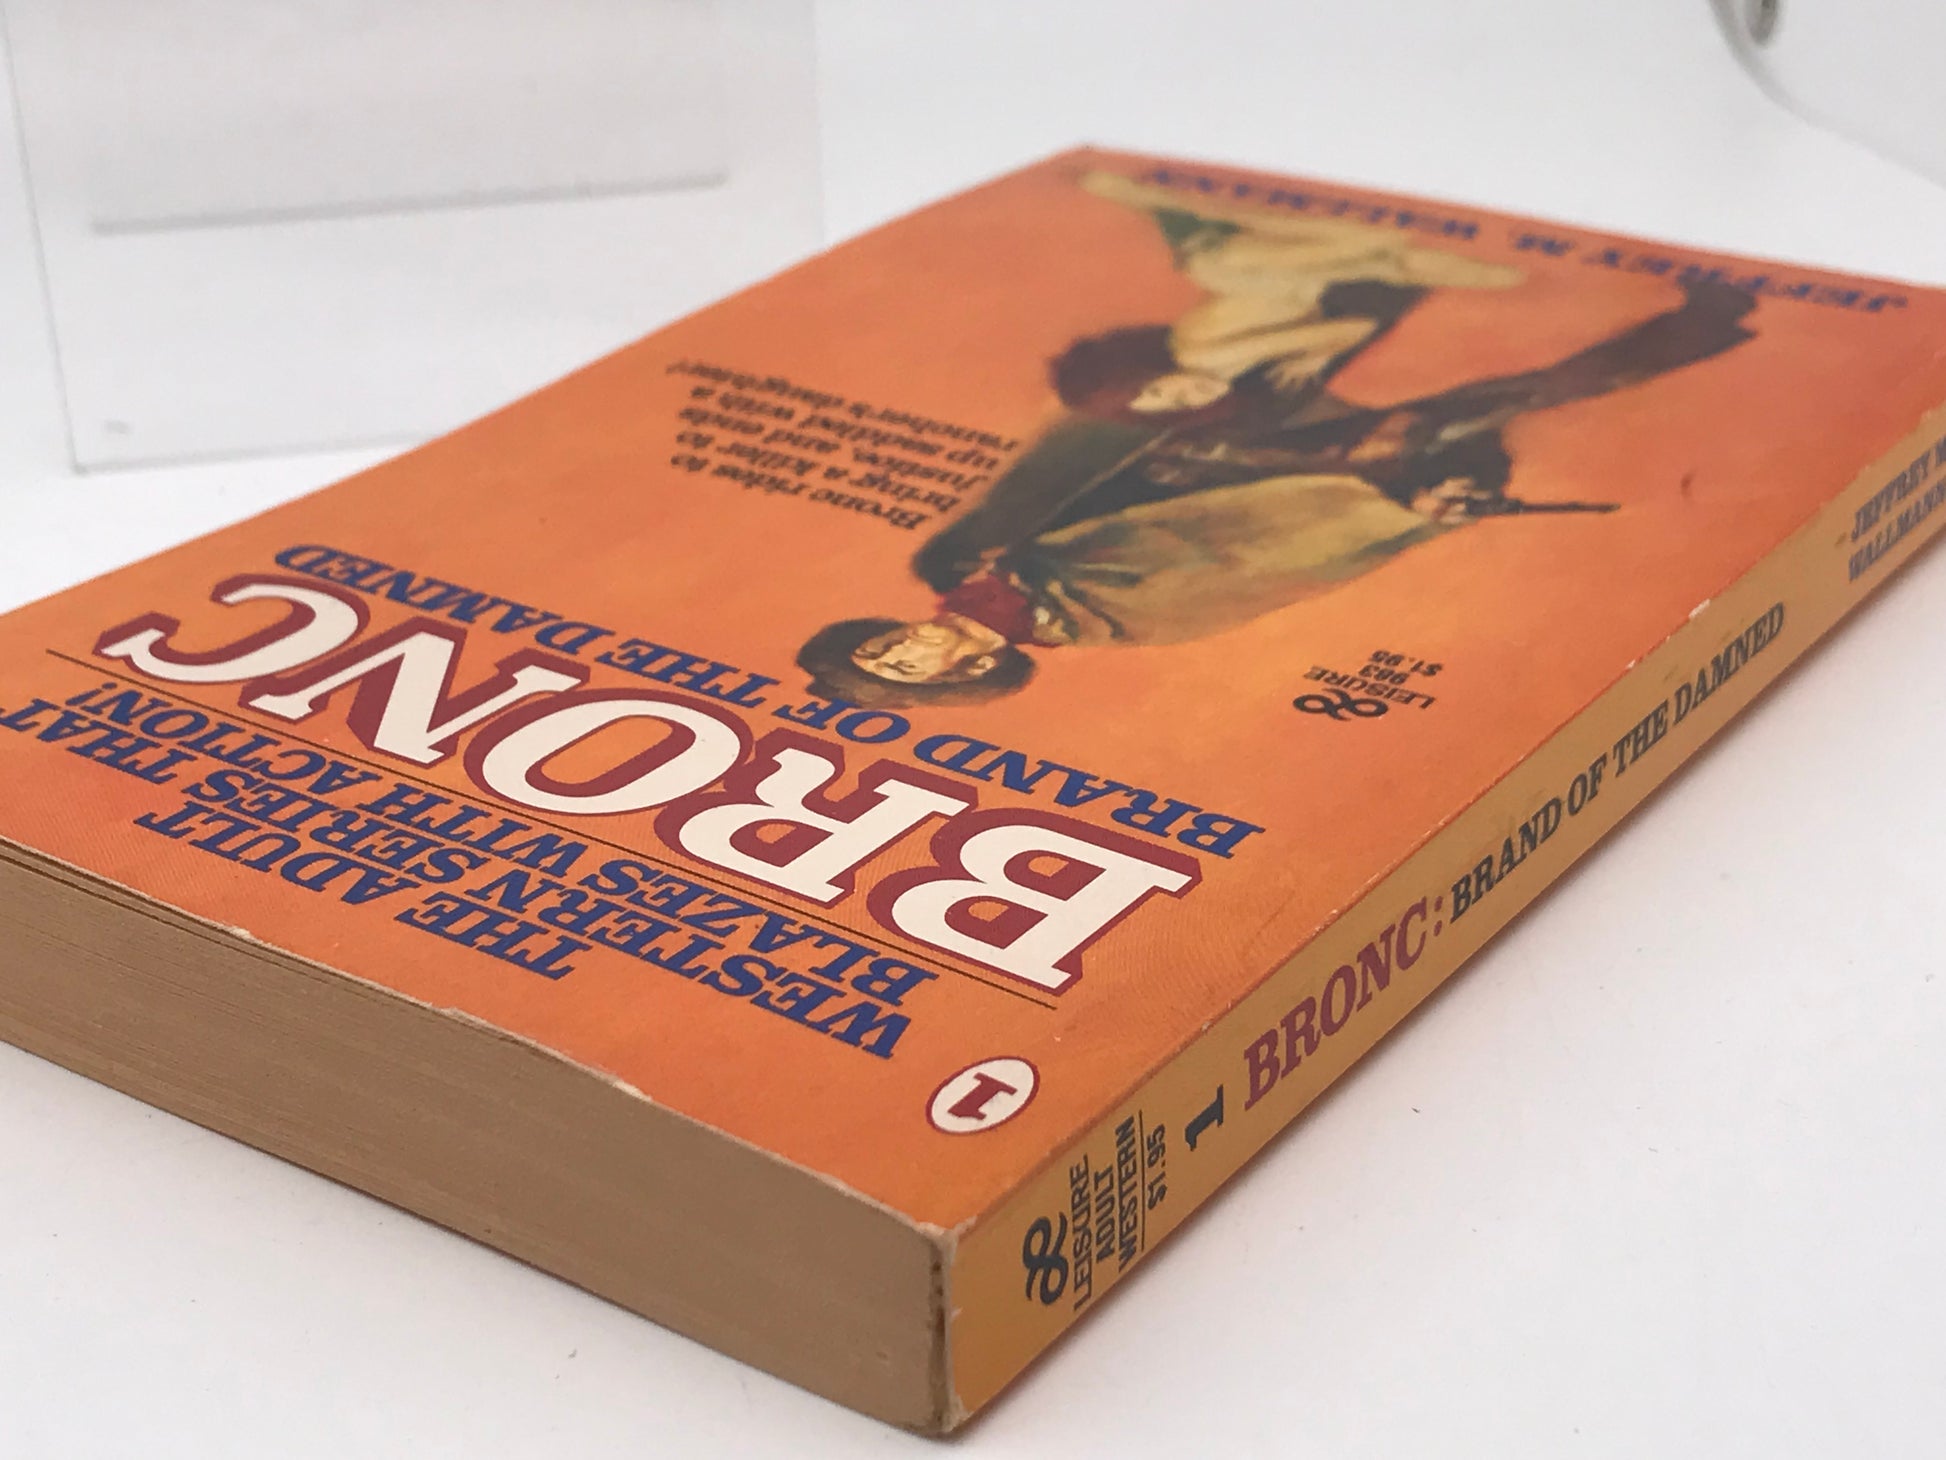 1
THE ADULT
WESTERN SERIES THAT
BLAZES WITH ACTION!
BRONC
BRAND OF THE DAMNED
Bronc rides to
bring a killer to
justice, and ends
up saddled with a
rancher's daughter!
LEISURE
983
$1.95
JEFFREY M. WALLMANN
LEISURE
ADULT
WESTERN
$1.95
1 BRONC: BRAND OF THE DAMNED
JEFFREY M.
WALLMANN